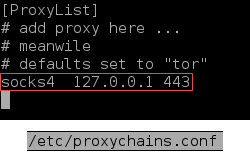 [ProxyList]
# add proxy here ...
# meanwile
# defaults set to "tor"
socks4  127.0.0.1 443
/etc/proxychains.conf